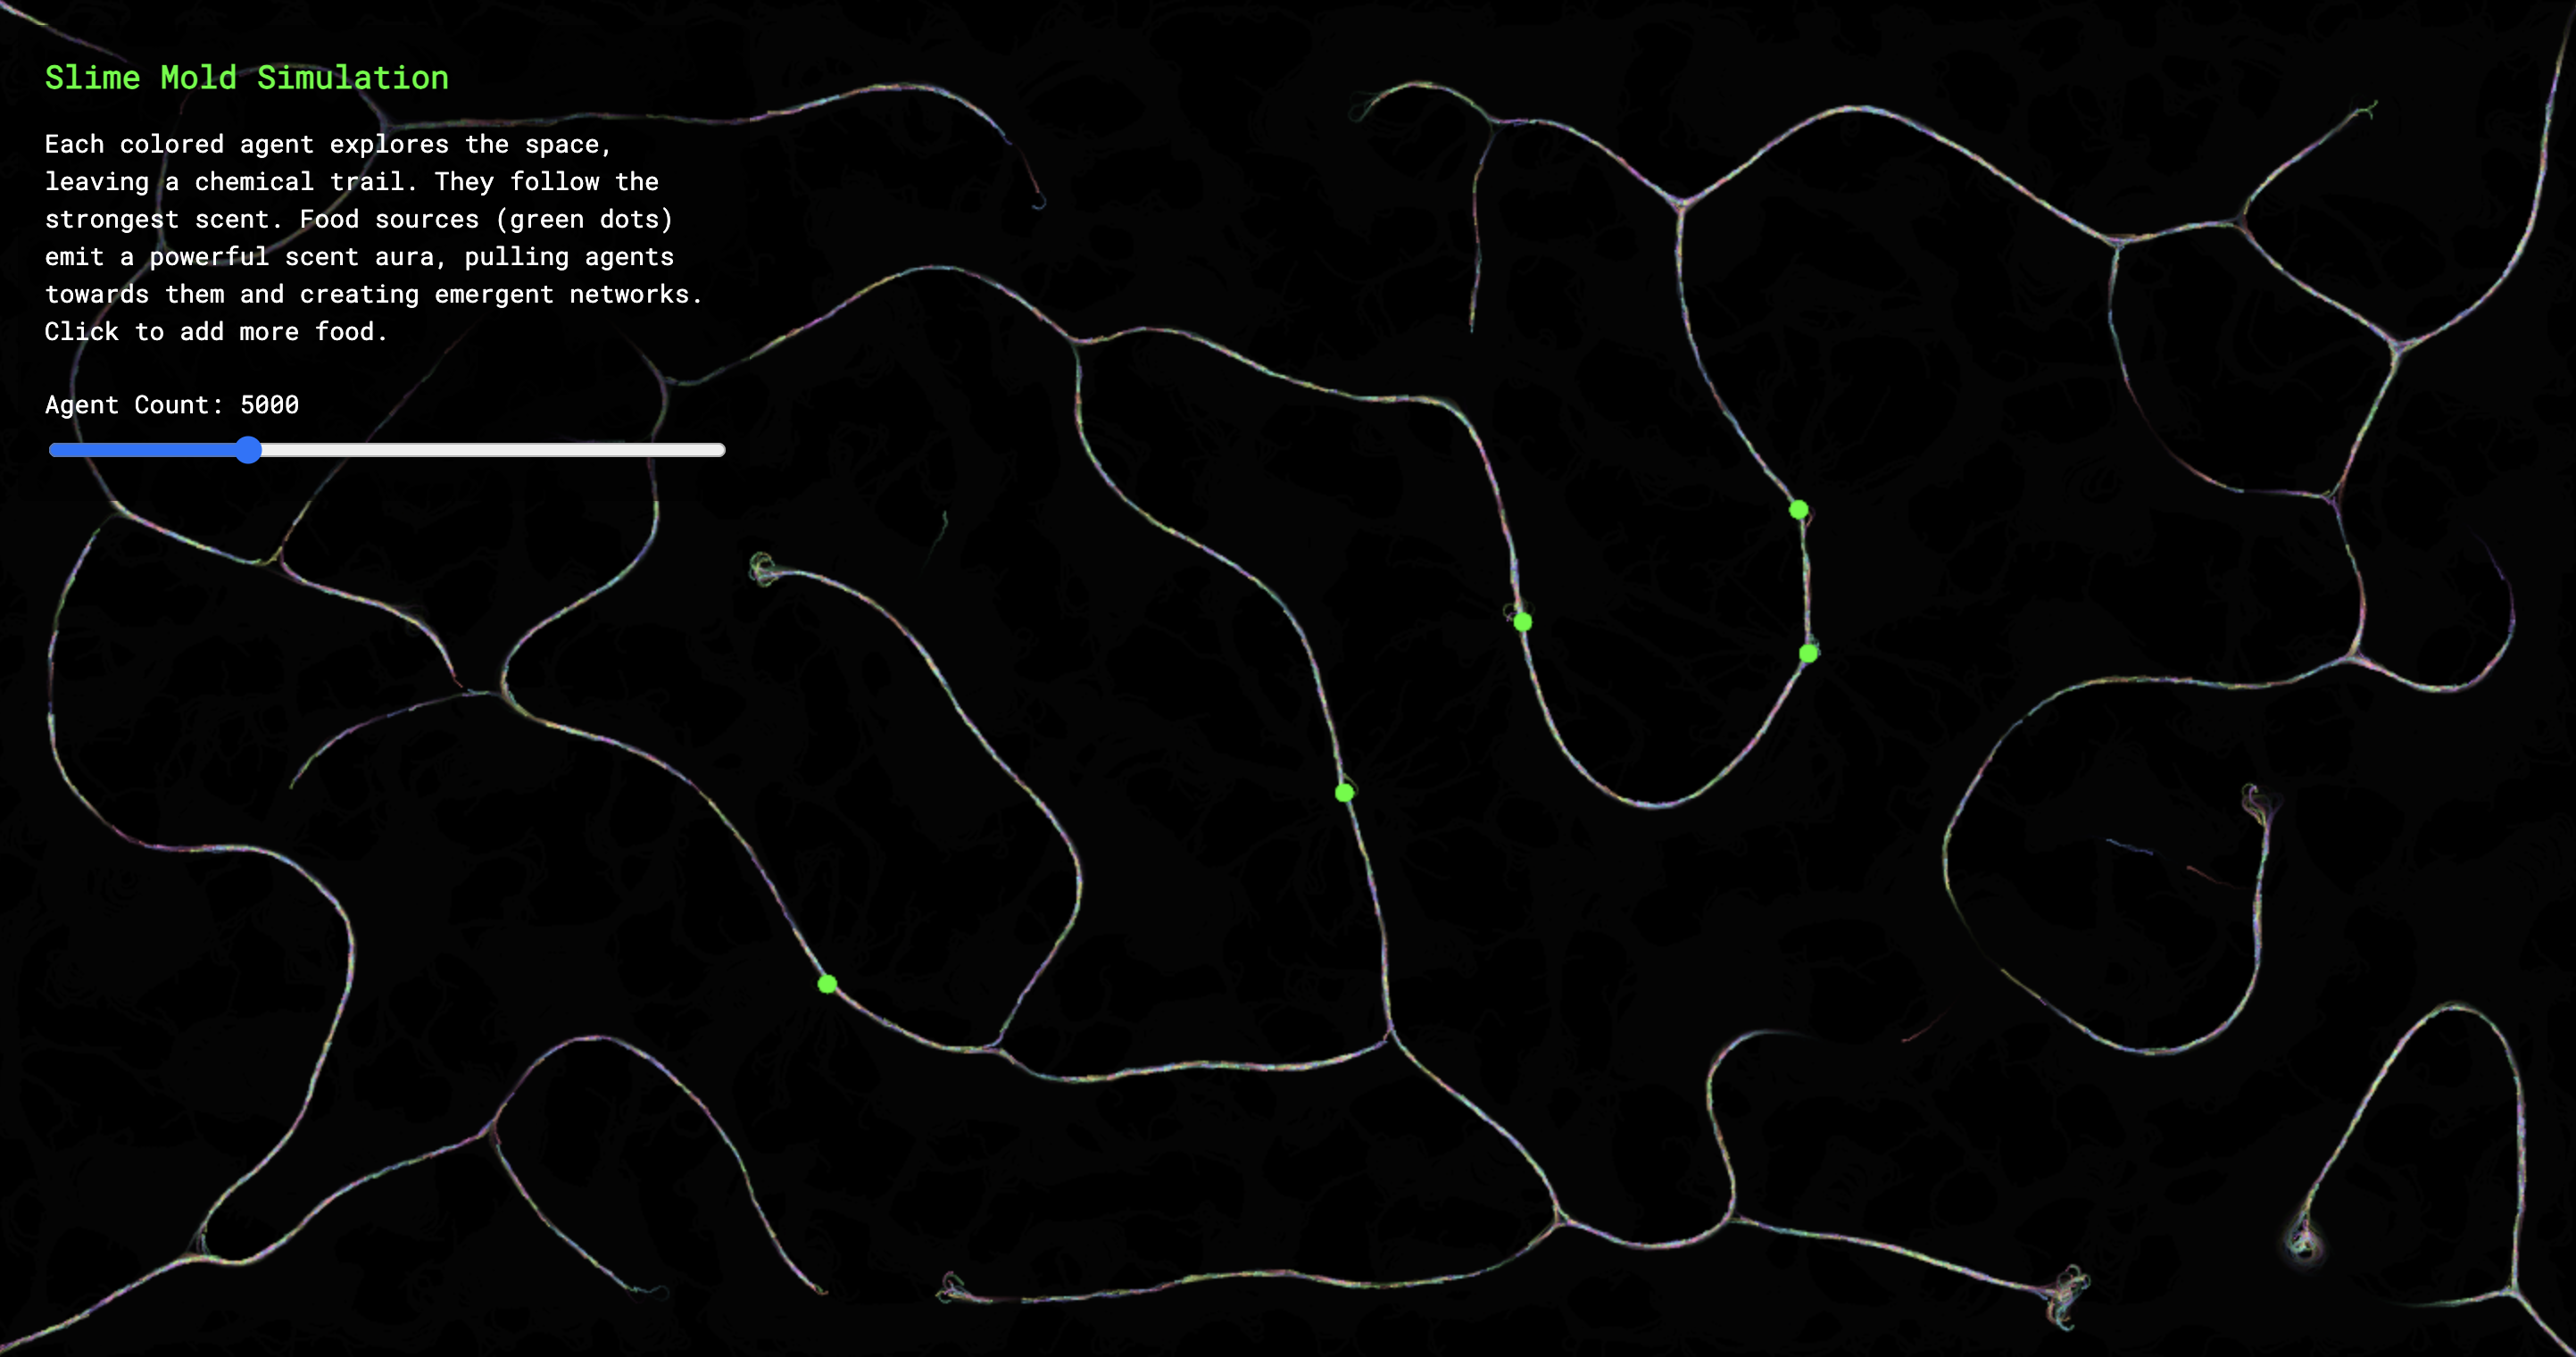 Slime Mold Simulation
Each colored agent explores the space,
leaving a chemical trail. They follow the
strongest scent. Food sources (green dots)
emit a powerful scent aura, pulling agents
towards them and creating emergent networks.
Click to add more food.
Agent Count: 5000